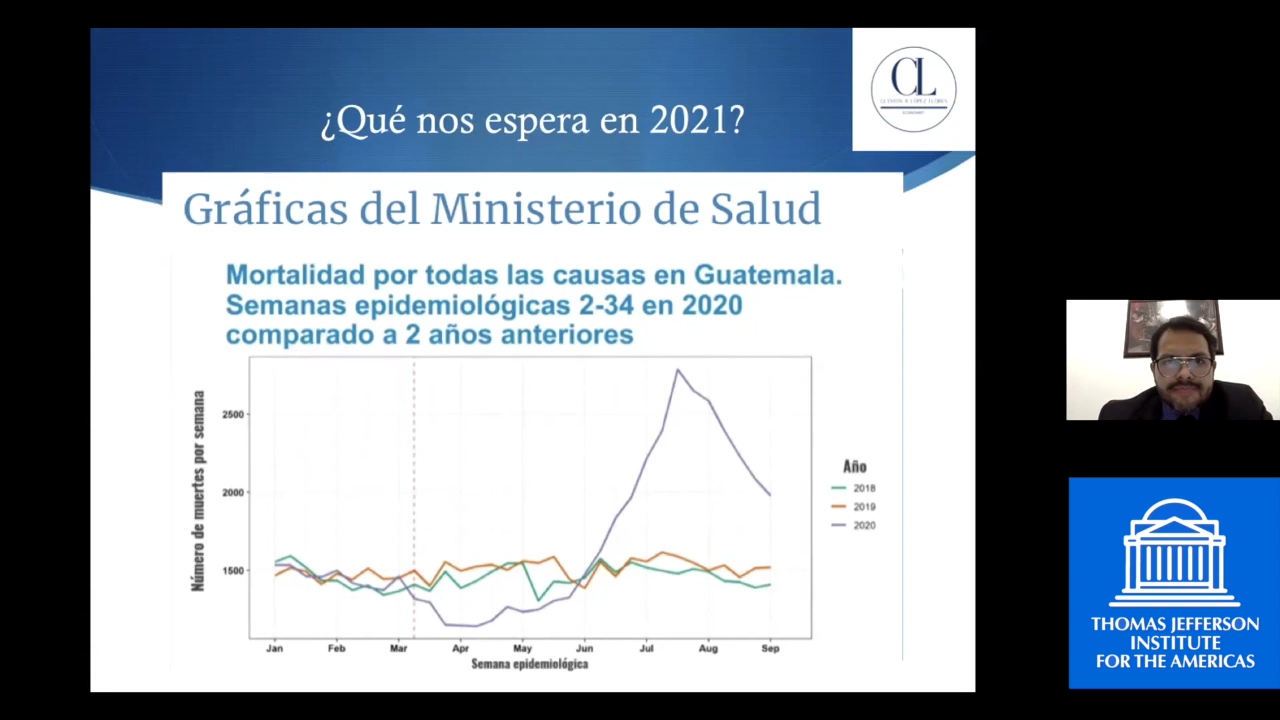 ¿Qué nos espera en 2021?
CL
ECONOMIST
Gráficas del Ministerio de Salud
Mortalidad por todas las causas en Guatemala.
Semanas epidemiológicas 2-34 en 2020
comparado a 2 años anteriores
Número de muertes por semana
2500
2000
1500
Jan Feb Mar Apr May Jun Jul Aug Sep
Semana epidemiológica
Año
2018
2019
2020
THOMAS JEFFERSON
INSTITUTE
FOR THE AMERICAS